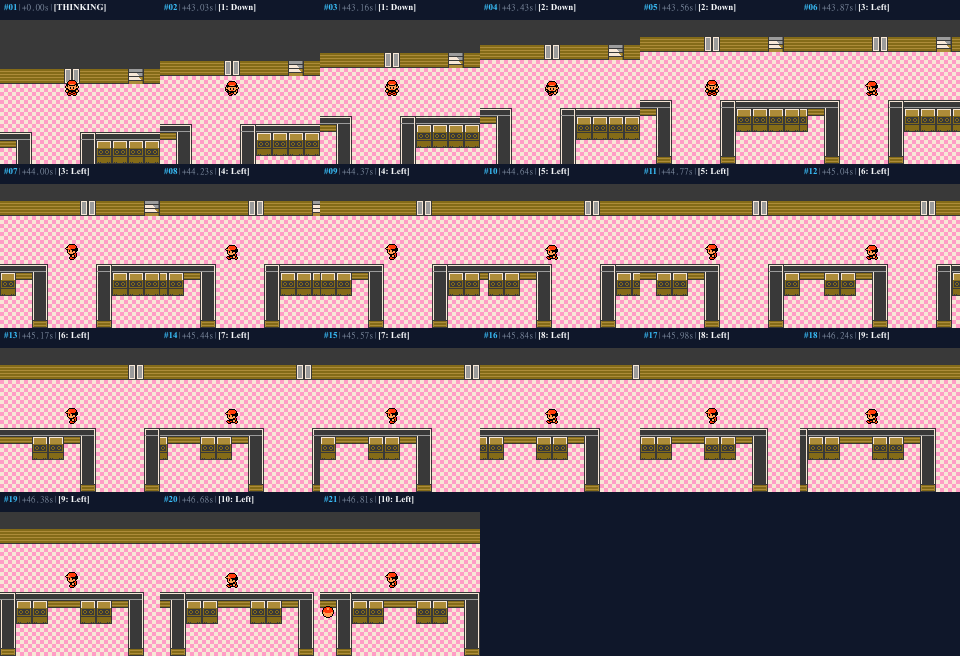 #01 | +0.00s | [THINKING]
#02 | +43.03s | [1: Down]
#03 | +43.16s | [1: Down]
#04 | +43.43s | [2: Down]
#05 | +43.56s | [2: Down]
#06 | +43.87s | [3: Left]
#07 | +44.00s | [3: Left]
#08 | +44.23s | [4: Left]
#09 | +44.37s | [4: Left]
#10 | +44.64s | [5: Left]
#11 | +44.77s | [5: Left]
#12 | +45.04s | [6: Left]
#13 | +45.17s | [6: Left]
#14 | +45.44s | [7: Left]
#15 | +45.57s | [7: Left]
#16 | +45.84s | [8: Left]
#17 | +45.98s | [8: Left]
#18 | +46.24s | [9: Left]
#19 | +46.38s | [9: Left]
#20 | +46.68s | [10: Left]
#21 | +46.81s | [10: Left]